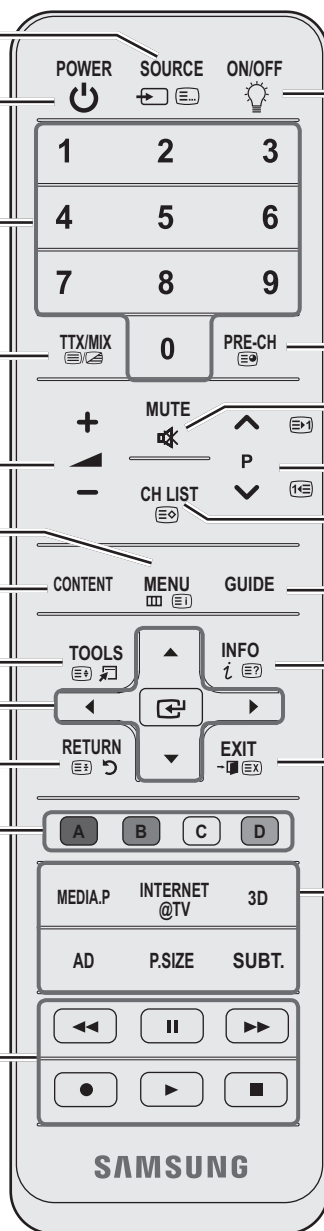 POWER SOURCE ON/OFF
1 2 3
4 5 6
7 8 9
TTX/MIX 0 PRE-CH
MUTE
P
CH LIST
CONTENT MENU GUIDE
TOOLS INFO
RETURN EXIT
A B C D
MEDIA.P INTERNET @TV 3D
AD P.SIZE SUBT.
SAMSUNG